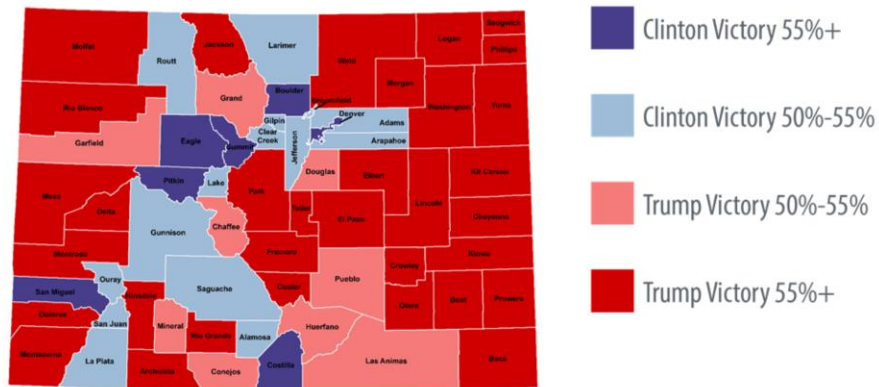 Clinton Victory 55%+
Clinton Victory 50%-55%
Trump Victory 50%-55%
Trump Victory 55%+
Moffat
Routt
Jackson
Larimer
Weld
Logan
Sedgwick
Phillips
Morgan
Washington
Yuma
Rio Blanco
Grand
Boulder
Broomfield
Gilpin
Denver
Adams
Arapahoe
Clear
Creek
Jefferson
Garfield
Eagle
Summit
Douglas
Elbert
Kit Carson
Pitkin
Lake
Park
Mesa
Delta
Gunnison
Chaffee
Teller
El Paso
Lincoln
Cheyenne
Montrose
Fremont
Kiowa
Crowley
Ouray
San Miguel
Saguache
Custer
Pueblo
Otero
Bent
Prowers
Dolores
San Juan
Hinsdale
Mineral
Rio Grande
Alamosa
Huerfano
Montezuma
La Plata
Archuleta
Conejos
Costilla
Las Animas
Baca